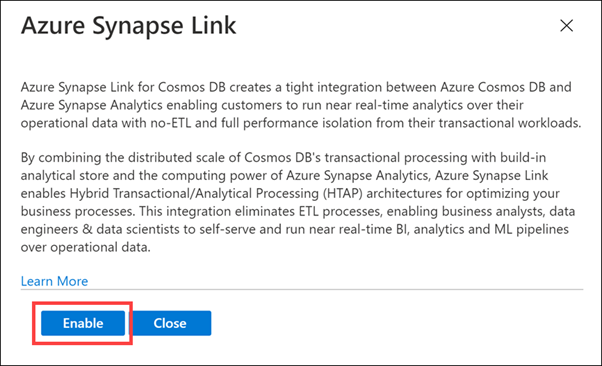 Azure Synapse Link
Azure Synapse Link for Cosmos DB creates a tight integration between Azure Cosmos DB and
Azure Synapse Analytics enabling customers to run near real-time analytics over their
operational data with no-ETL and full performance isolation from their transactional workloads.
By combining the distributed scale of Cosmos DB's transactional processing with build-in
analytical store and the computing power of Azure Synapse Analytics, Azure Synapse Link
enables Hybrid Transactional/Analytical Processing (HTAP) architectures for optimizing your
business processes. This integration eliminates ETL processes, enabling business analysts, data
engineers & data scientists to self-serve and run near real-time BI, analytics and ML pipelines
over operational data.
Learn More
Enable Close